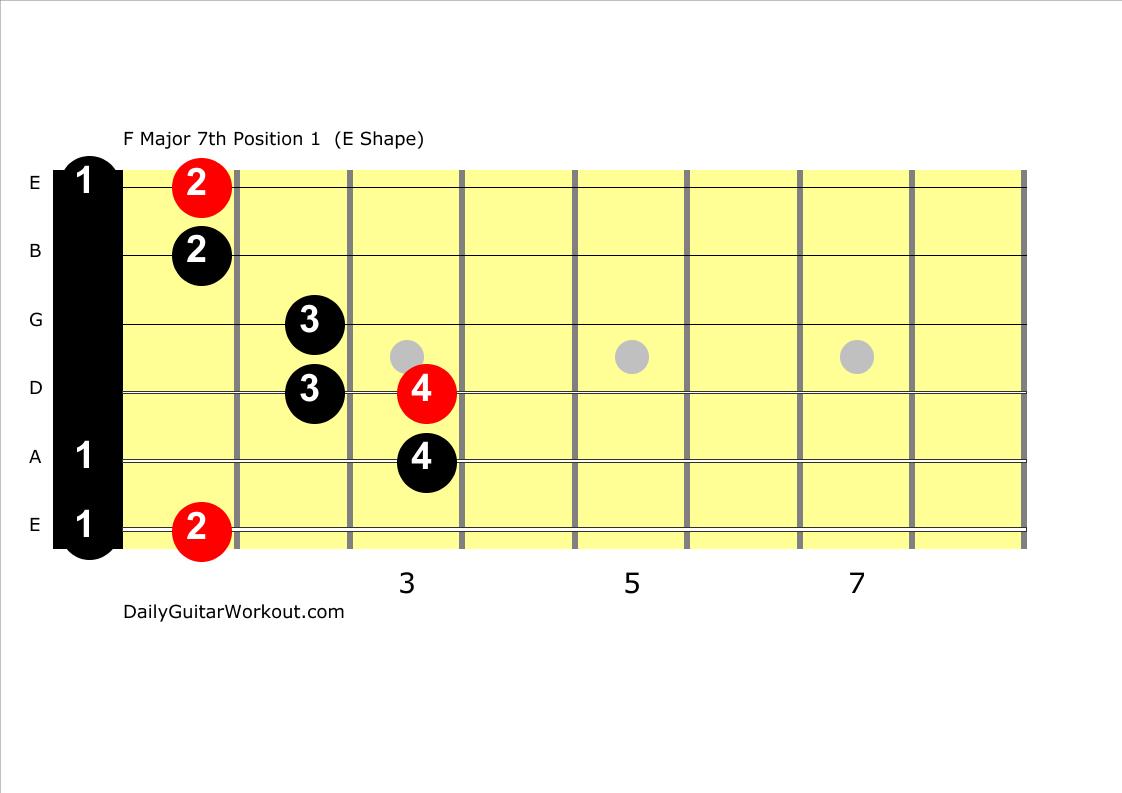 F Major 7th Position 1 (E Shape)
E 1 2
B 2
G 3
D 3 4
A 1 4
E 1 2
3 5 7
DailyGuitarWorkout.com